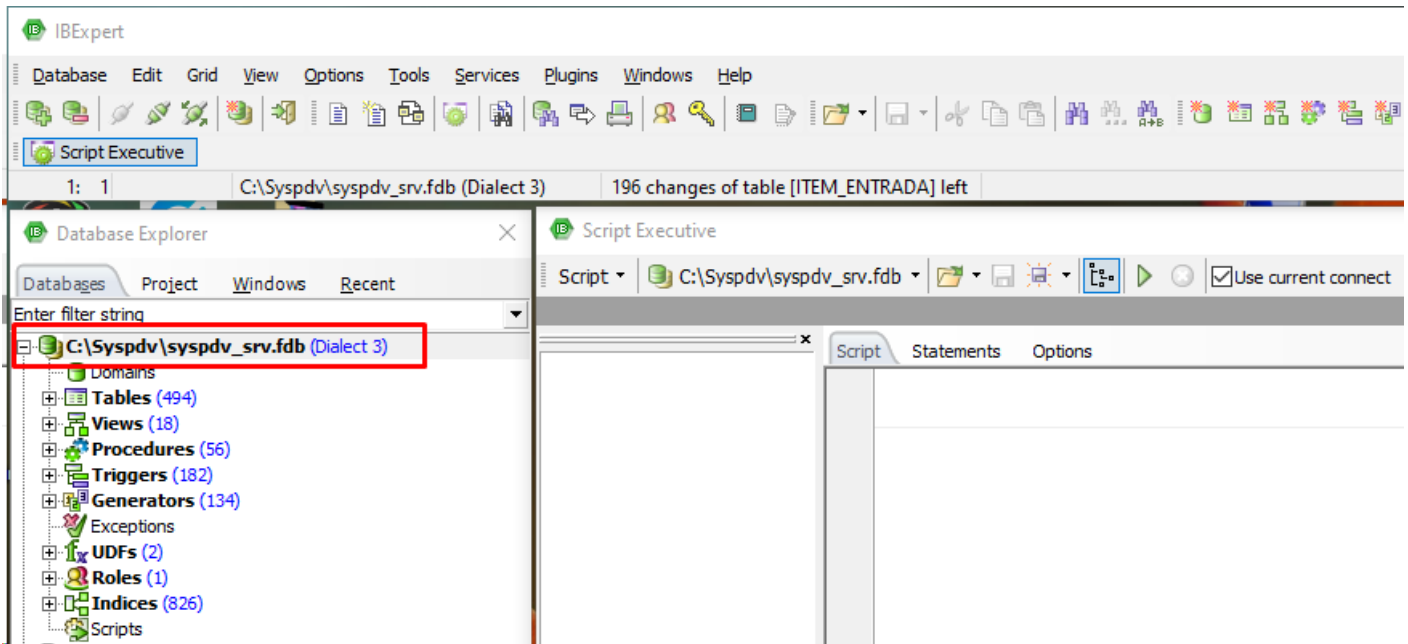 IBExpert
Database Edit Grid View Options Tools Services Plugins Windows Help
Script Executive
1: 1 C:\Syspdv\syspdv_srv.fdb (Dialect 3) 196 changes of table [ITEM_ENTRADA] left
Database Explorer
Databases Project Windows Recent
Enter filter string
C:\Syspdv\syspdv_srv.fdb (Dialect 3)
Domains
Tables (494)
Views (18)
Procedures (56)
Triggers (182)
Generators (134)
Exceptions
UDFs (2)
Roles (1)
Indices (826)
Scripts
Script Executive
Script C:\Syspdv\syspdv_srv.fdb Use current connect
Script Statements Options